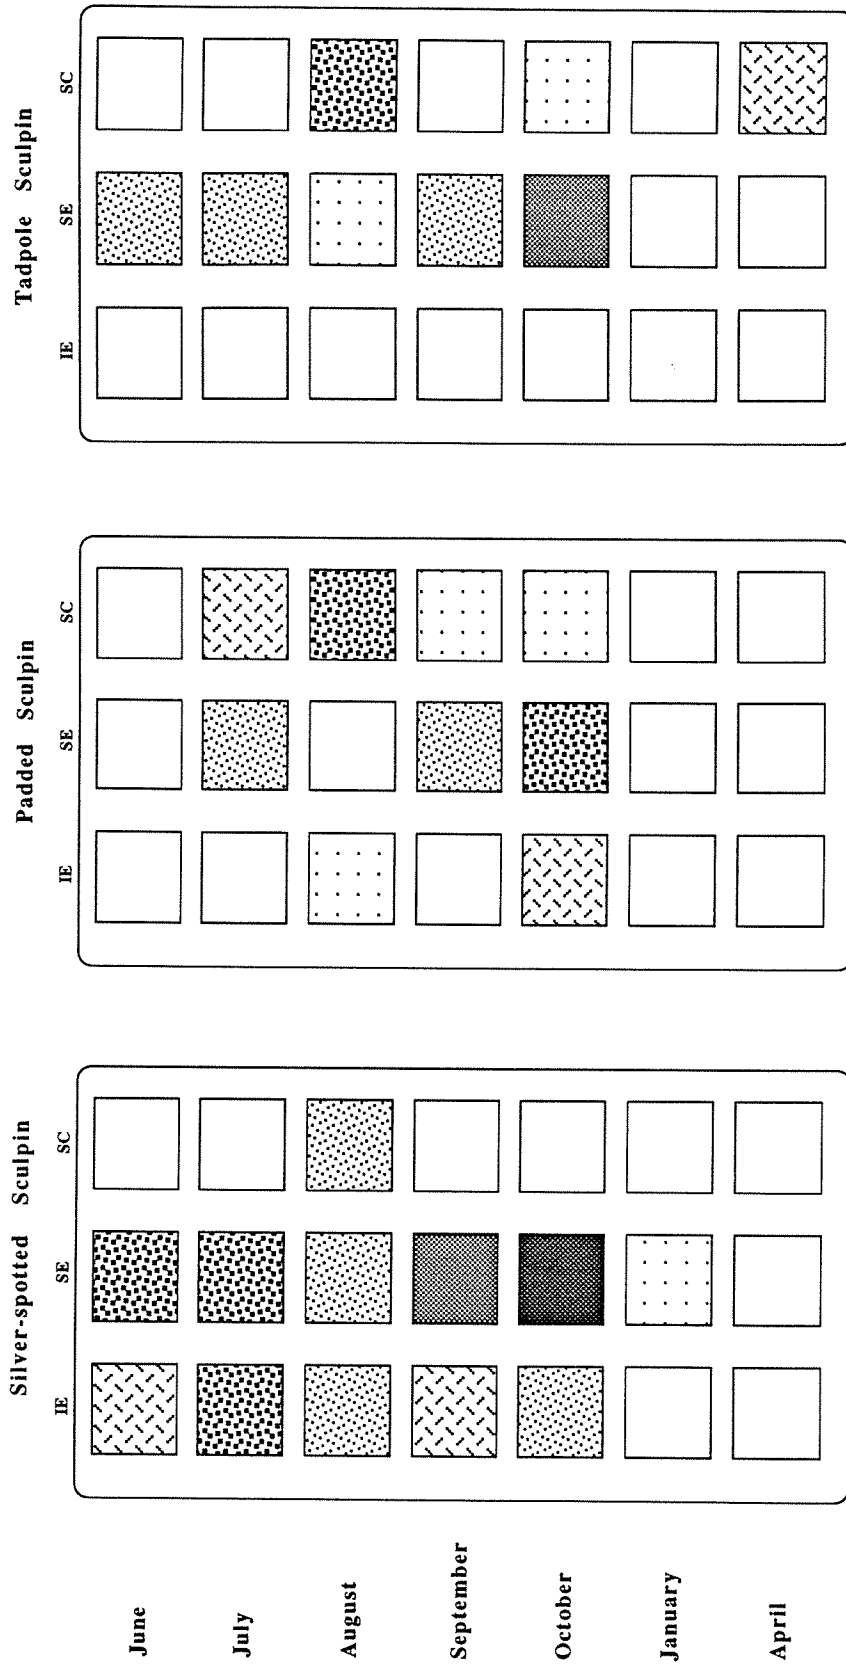 Silver-spotted Sculpin
Padded Sculpin
Tadpole Sculpin
IE SE SC
IE SE SC
IE SE SC
June
July
August
September
October
January
April